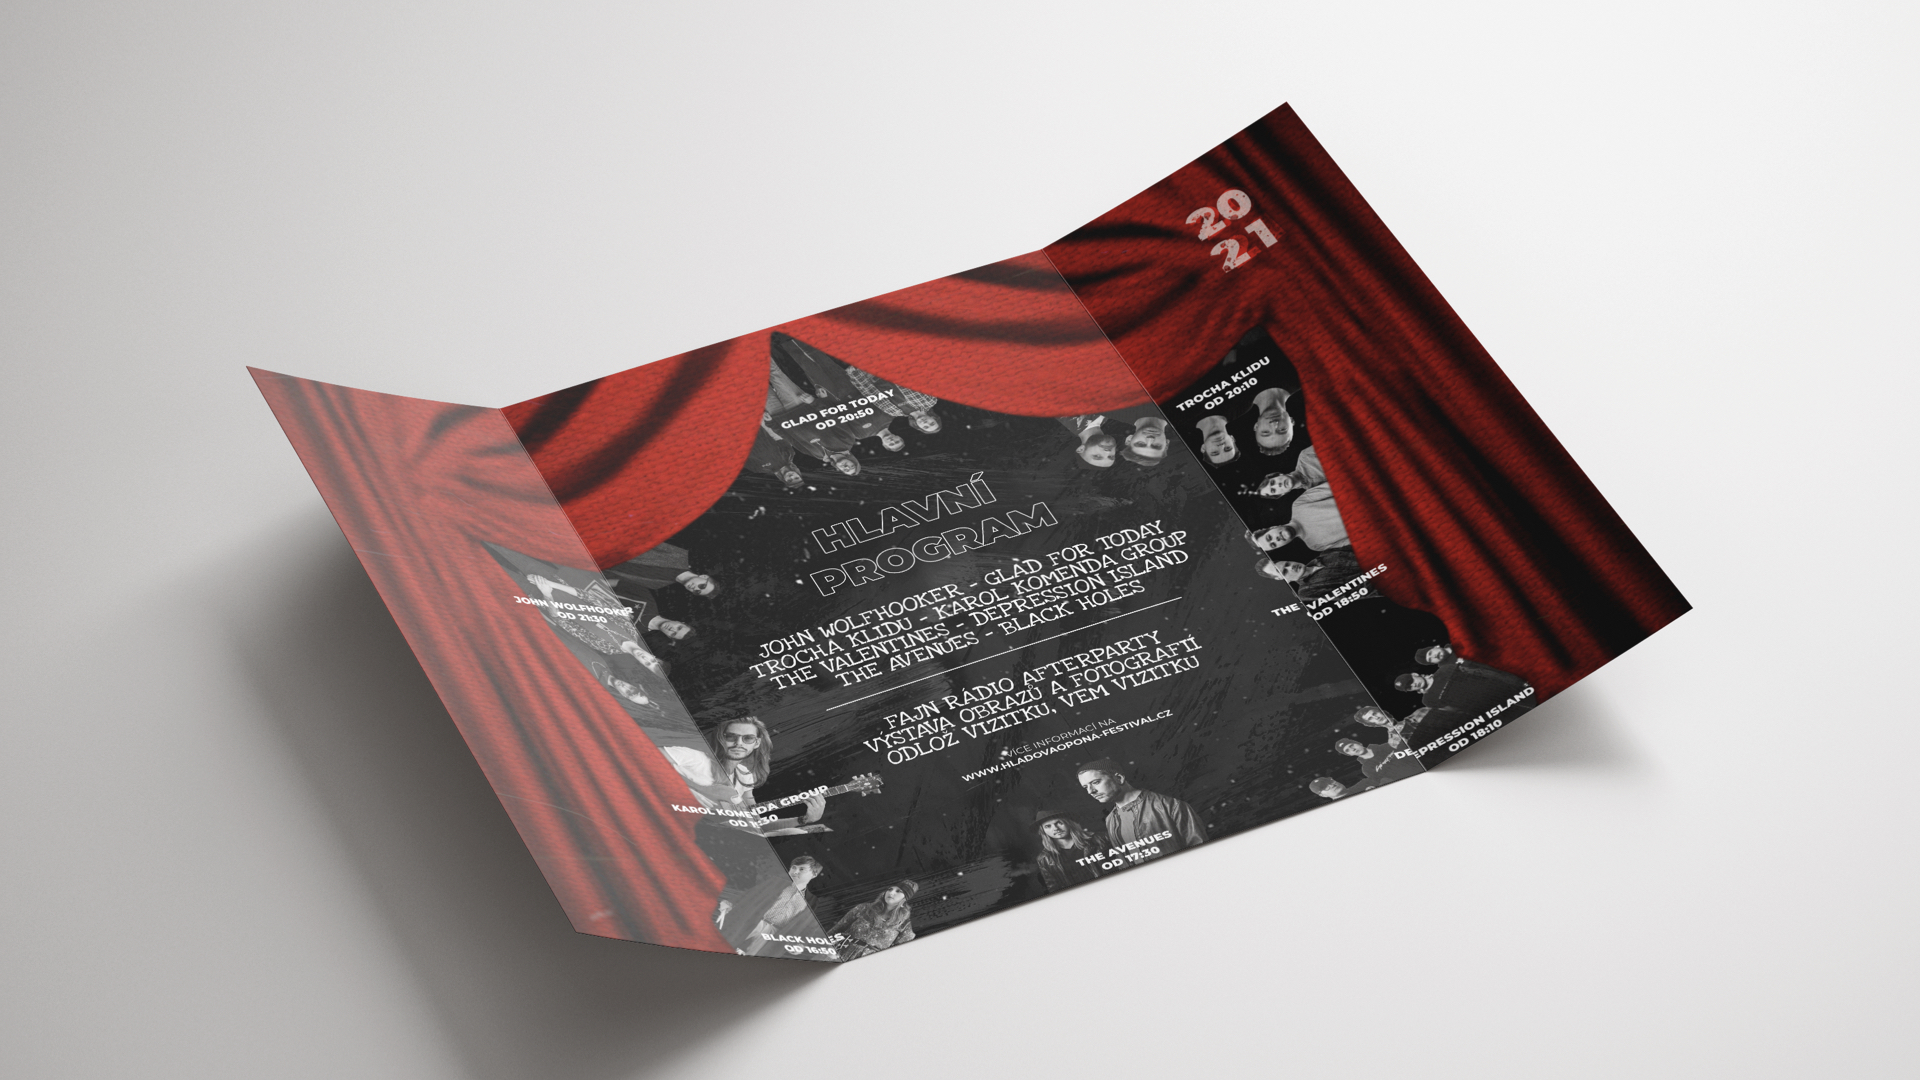 20
21
GLAD FOR TODAY
OD 20:50
TROCHA KLIDU
OD 20:10
HLAVNÍ
PROGRAM
JOHN WOLFHOOKER - GLAD FOR TODAY
TROCHA KLIDU - KAROL KOMENDA GROUP
THE VALENTINES - DEPRESSION ISLAND
THE AVENUES - BLACK HOLES
FAJN RÁDIO AFTERPARTY
VÝSTAVA OBRAZŮ A FOTOGRAFIÍ
ODLOŽ VIZITKU, VEM VIZITKU
VÍCE INFORMACÍ NA
WWW.HLADOVAOPONA-FESTIVAL.CZ
JOHN WOLFHOOKER
OD 21:30
THE VALENTINES
OD 18:50
KAROL KOMENDA GROUP
OD
DEPRESSION ISLAND
OD 18:10
THE AVENUES
OD 17:30
BLACK HOLES
OD 16:50